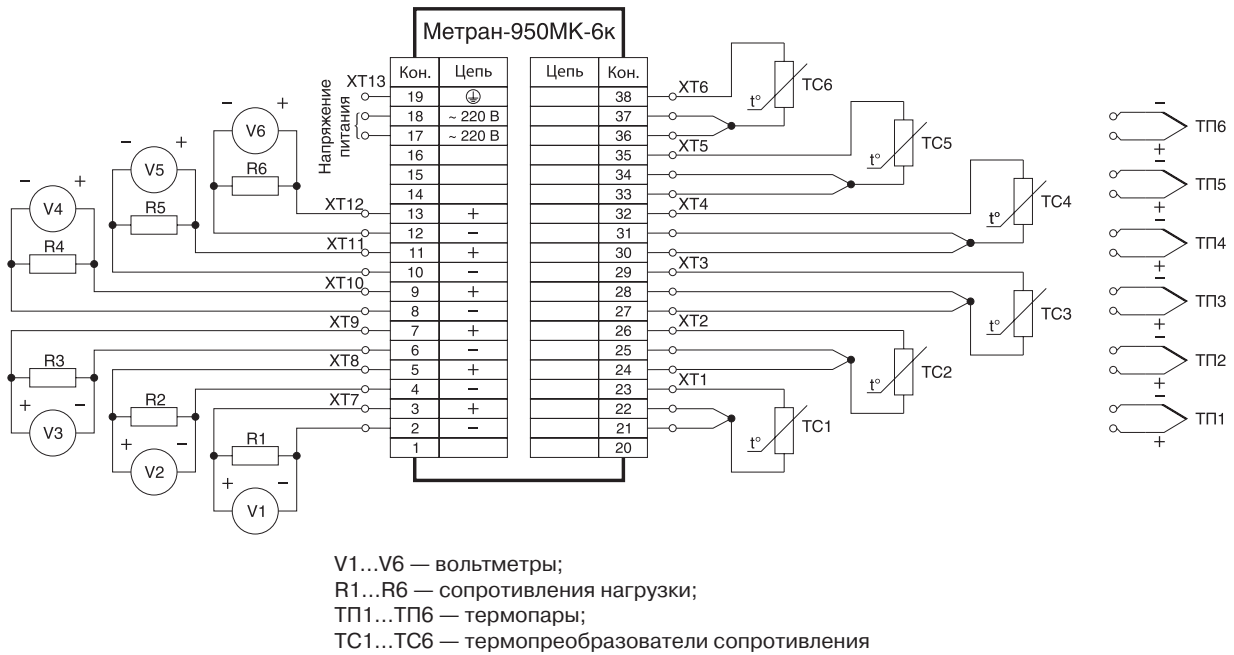 Метран-950МК-6к
Кон. Цепь Цепь Кон.
XT13 19 38 XT6
Напряжение питания
18 ~ 220 В 37
17 ~ 220 В 36
16 35 XT5
15 34
14 33
XT12 13 + 32 XT4
12 − 31
XT11 11 + 30
10 − 29 XT3
XT10 9 + 28
8 − 27
XT9 7 + 26 XT2
6 − 25
XT8 5 + 24
4 − 23 XT1
XT7 3 + 22
2 − 21
1 20
− V6 +
R6
− V5 +
R5
− V4 +
R4
R3
+ V3 −
R2
+ V2 −
R1
+ V1 −
t° TC6
t° TC5
t° TC4
t° TC3
t° TC2
t° TC1
− ТП6 +
− ТП5 +
− ТП4 +
− ТП3 +
− ТП2 +
− ТП1 +
V1...V6 — вольтметры;
R1...R6 — сопротивления нагрузки;
ТП1...ТП6 — термопары;
ТС1...ТС6 — термопреобразователи сопротивления